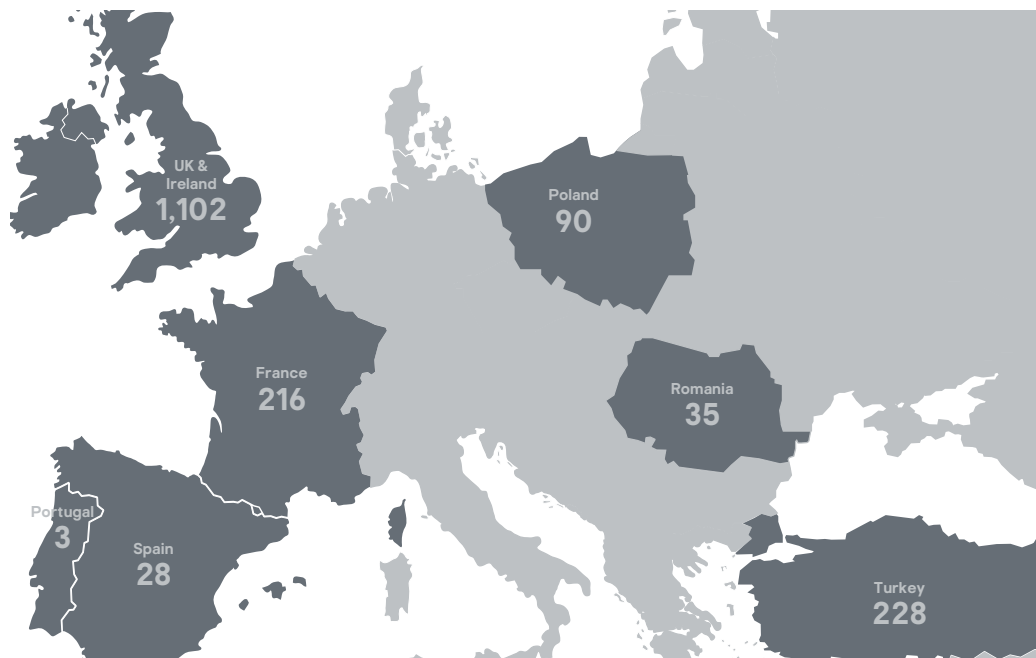 UK &
Ireland
1,102
Poland
90
France
216
Romania
35
Portugal
3
Spain
28
Turkey
228